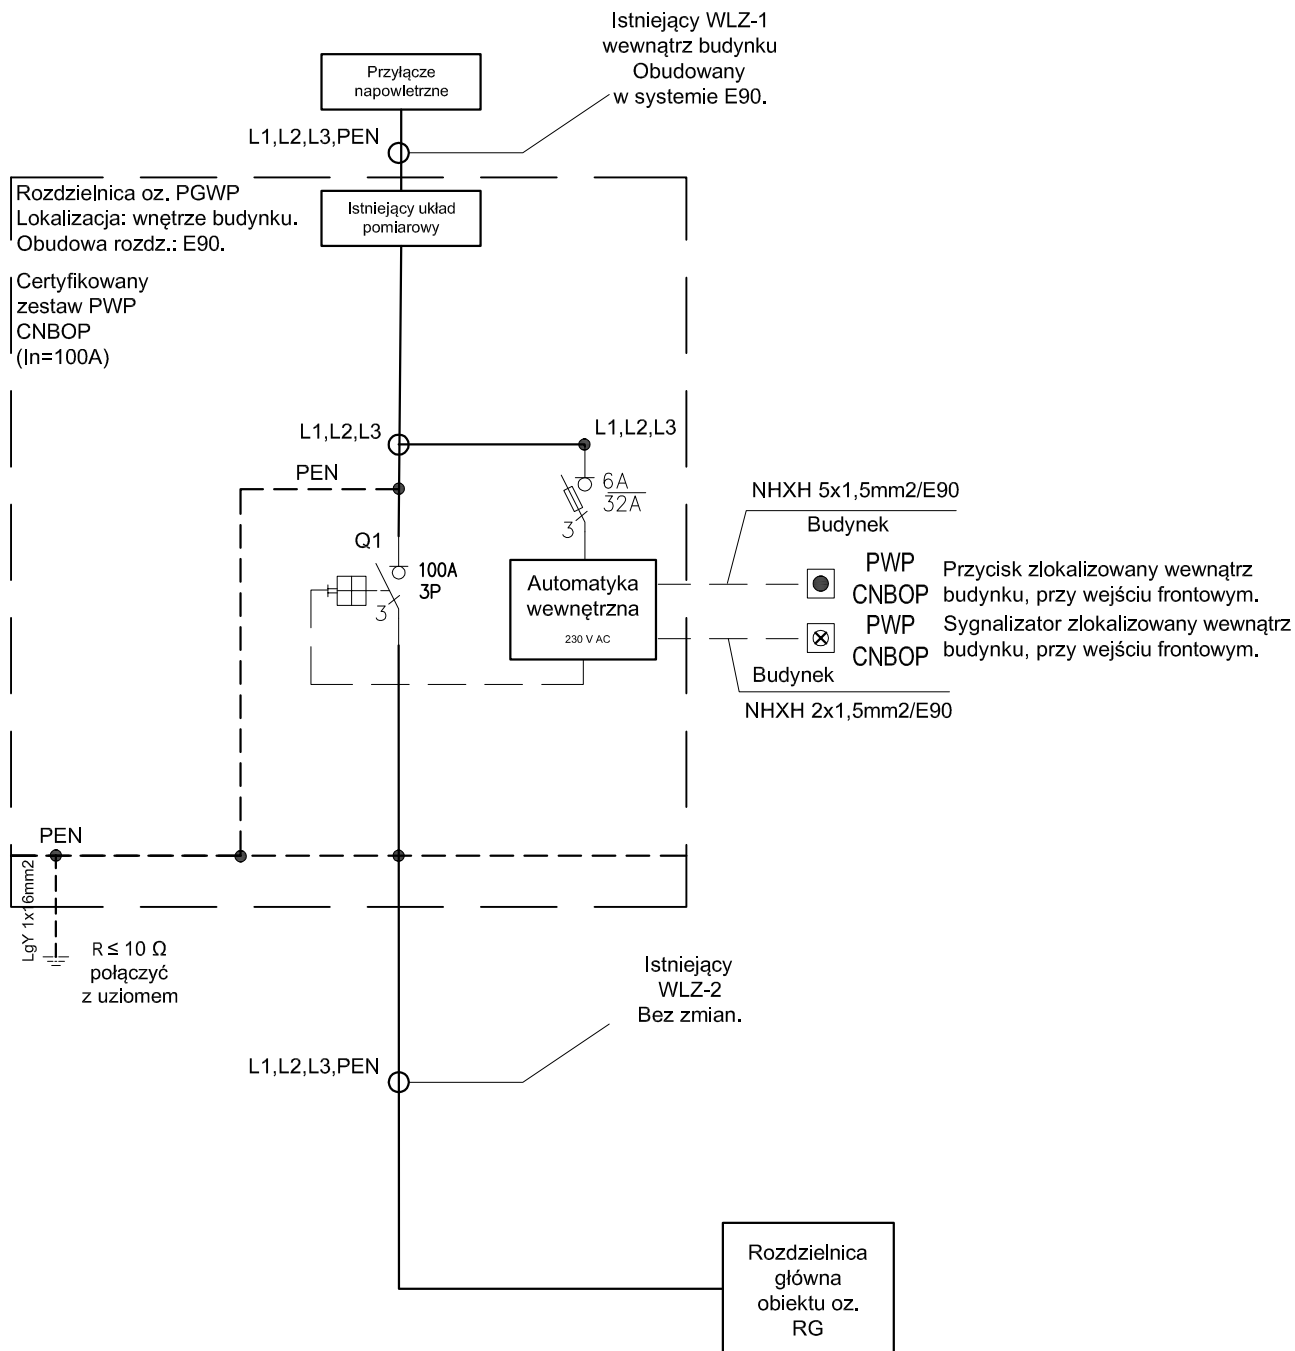 Istniejący WLZ-1
wewnątrz budynku
Obudowany
w systemie E90.
Przyłącze
napowietrzne
L1,L2,L3,PEN
Rozdzielnica oz. PGWP
Lokalizacja: wnętrze budynku.
Obudowa rozdz.: E90.
Istniejący układ
pomiarowy
Certyfikowany
zestaw PWP
CNBOP
(In=100A)
L1,L2,L3
L1,L2,L3
PEN
6A
32A
3
NHXH 5x1,5mm2/E90
Budynek
Q1
100A
3P
3
Automatyka
wewnętrzna
230 V AC
PWP
CNBOP
Przycisk zlokalizowany wewnątrz
budynku, przy wejściu frontowym.
PWP
CNBOP
Sygnalizator zlokalizowany wewnątrz
budynku, przy wejściu frontowym.
Budynek
NHXH 2x1,5mm2/E90
PEN
LgY 1x16mm2
R ≤ 10 Ω
połączyć
z uziomem
Istniejący
WLZ-2
Bez zmian.
L1,L2,L3,PEN
Rozdzielnica
główna
obiektu oz.
RG